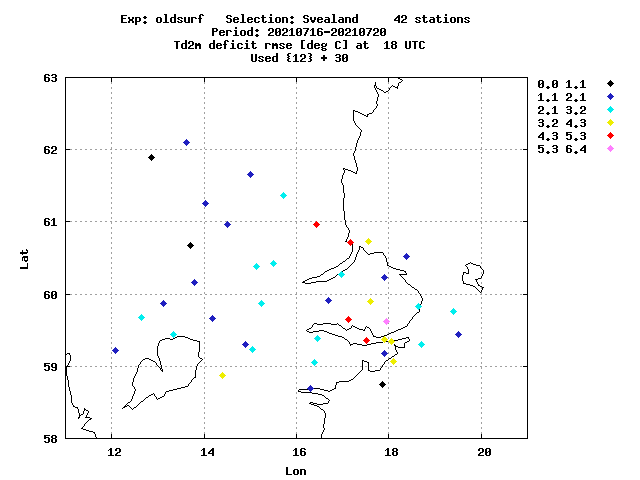 Exp: oldsurf   Selection: Svealand     42 stations
Period: 20210716-20210720
Td2m deficit rmse [deg C] at  18 UTC
Used {12} + 30
63
62
61
60
59
58
Lat
12 14 16 18 20
Lon
0.0 1.1
1.1 2.1
2.1 3.2
3.2 4.3
4.3 5.3
5.3 6.4